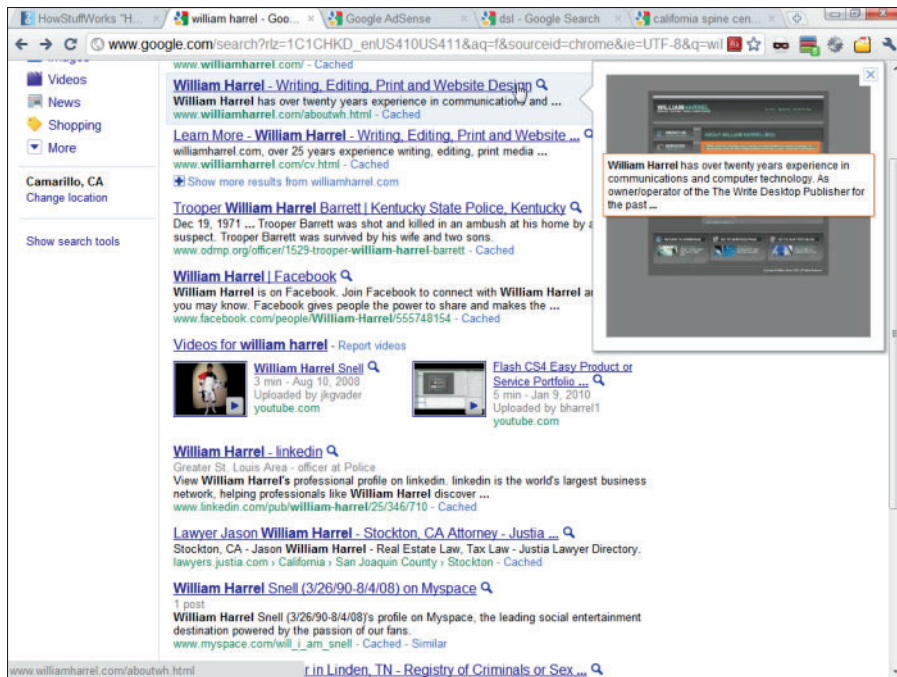 HowStuffWorks "H...
william harrel - Goo...
Google AdSense
dsl - Google Search
california spine cen...
www.google.com/search?rlz=1C1CHKD_enUS410US411&aq=f&sourceid=chrome&ie=UTF-8&q=wil
Images
Videos
News
Shopping
More
Camarillo, CA
Change location
Show search tools
www.williamharrel.com/ - Cached
William Harrel - Writing, Editing, Print and Website Design
William Harrel has over twenty years experience in communications and ...
www.williamharrel.com/aboutwh.html - Cached
Learn More - William Harrel - Writing, Editing, Print and Website ...
williamharrel.com, over 25 years experience writing, editing, print media ...
www.williamharrel.com/cv.html - Cached
Show more results from williamharrel.com
Trooper William Harrel Barrett | Kentucky State Police, Kentucky
Dec 19, 1971 ... Trooper Barrett was shot and killed in an ambush at his home by a
suspect. Trooper Barrett was survived by his wife and two sons.
www.odmp.org/officer/1529-trooper-william-harrel-barrett - Cached
William Harrel | Facebook
William Harrel is on Facebook. Join Facebook to connect with William Harrel an
you may know. Facebook gives people the power to share and makes the ...
www.facebook.com/people/William-Harrel/555748154 - Cached
Videos for william harrel - Report videos
William Harrel Snell
3 min - Aug 10, 2008
Uploaded by jkgvader
youtube.com
Flash CS4 Easy Product or
Service Portfolio ...
5 min - Jan 9, 2010
Uploaded by bharrel1
youtube.com
William Harrel - linkedin
Greater St. Louis Area - officer at Police
View William Harrel's professional profile on linkedin. linkedin is the world's largest business
network, helping professionals like William Harrel discover ...
www.linkedin.com/pub/william-harrel/25/346/710 - Cached
Lawyer Jason William Harrel - Stockton, CA Attorney - Justia ...
Stockton, CA - Jason William Harrel - Real Estate Law, Tax Law - Justia Lawyer Directory.
lawyers.justia.com › California › San Joaquin County › Stockton - Cached
William Harrel Snell (3/26/90-8/4/08) on Myspace
1 post
William Harrel Snell (3/26/90-8/4/08)'s profile on Myspace, the leading social entertainment
destination powered by the passion of our fans.
www.myspace.com/will_i_am_snell - Cached - Similar
r in Linden, TN - Registry of Criminals or Sex ...
www.williamharrel.com/aboutwh.html
WILLIAMHARREL
William Harrel has over twenty years experience in
communications and computer technology. As
owner/operator of the The Write Desktop Publisher for
the past ...